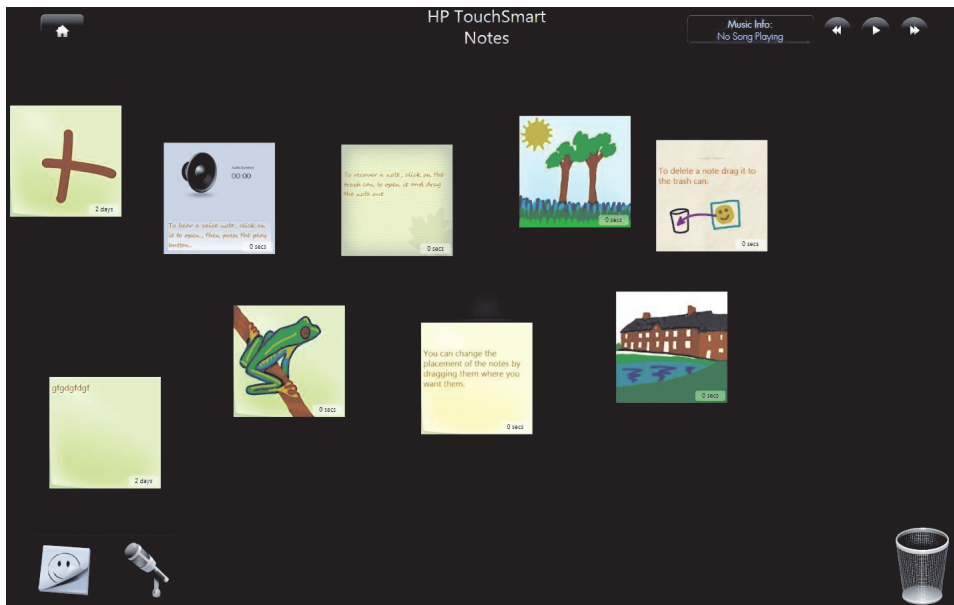 HP TouchSmart
Notes
Music Info:
No Song Playing
2 days
Audio Duration
00:00
To hear a voice note, click on
it to open, then press the play
button.
0 secs
To recover a note, click on the
trash can to open it and drag
the note out
0 secs
0 secs
To delete a note drag it to
the trash can.
0 secs
0 secs
You can change the
placement of the notes by
dragging them where you
want them.
0 secs
0 secs
gfgdgfdgf
2 days